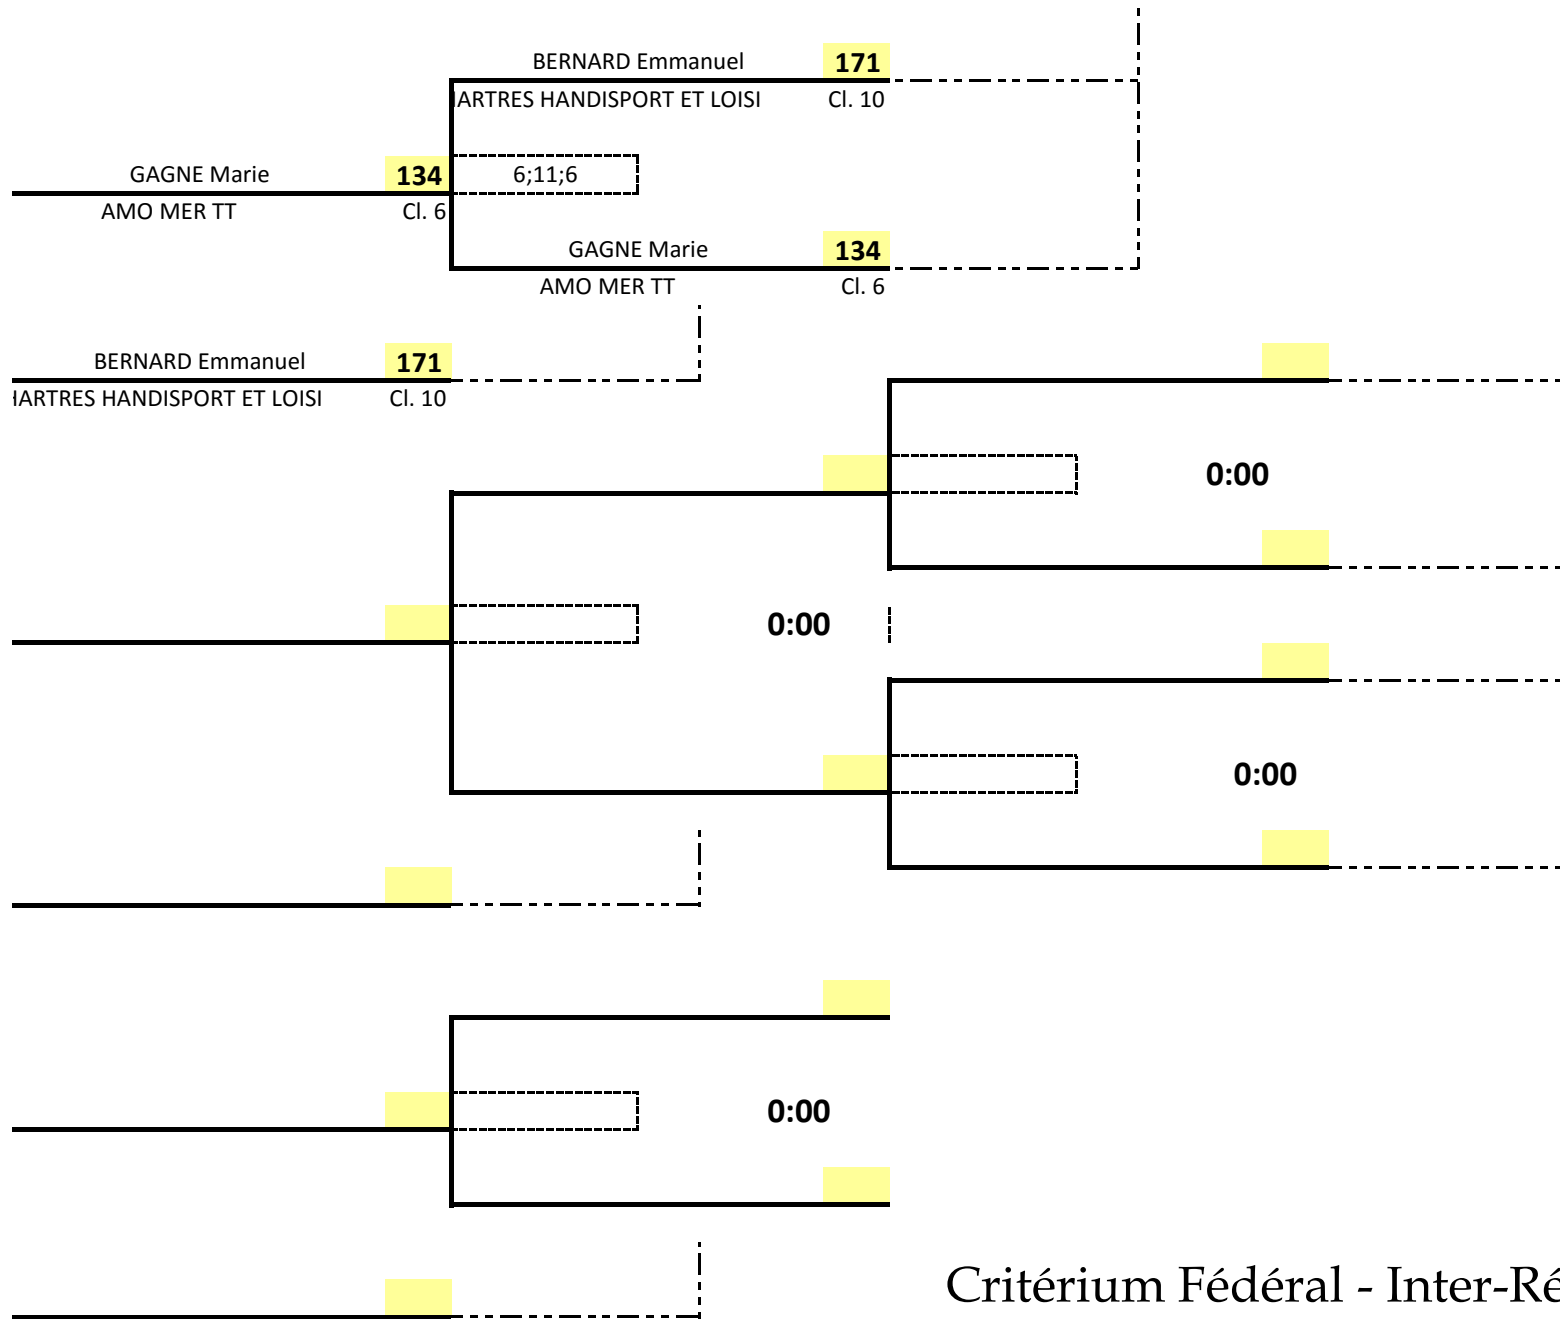 BERNARD Emmanuel 171
HARTRES HANDISPORT ET LOISI Cl. 10
GAGNE Marie 134 6;11;6
AMO MER TT Cl. 6
GAGNE Marie 134
AMO MER TT Cl. 6
BERNARD Emmanuel 171
HARTRES HANDISPORT ET LOISI Cl. 10
0:00
0:00
0:00
0:00
Critérium Fédéral - Inter-Ré